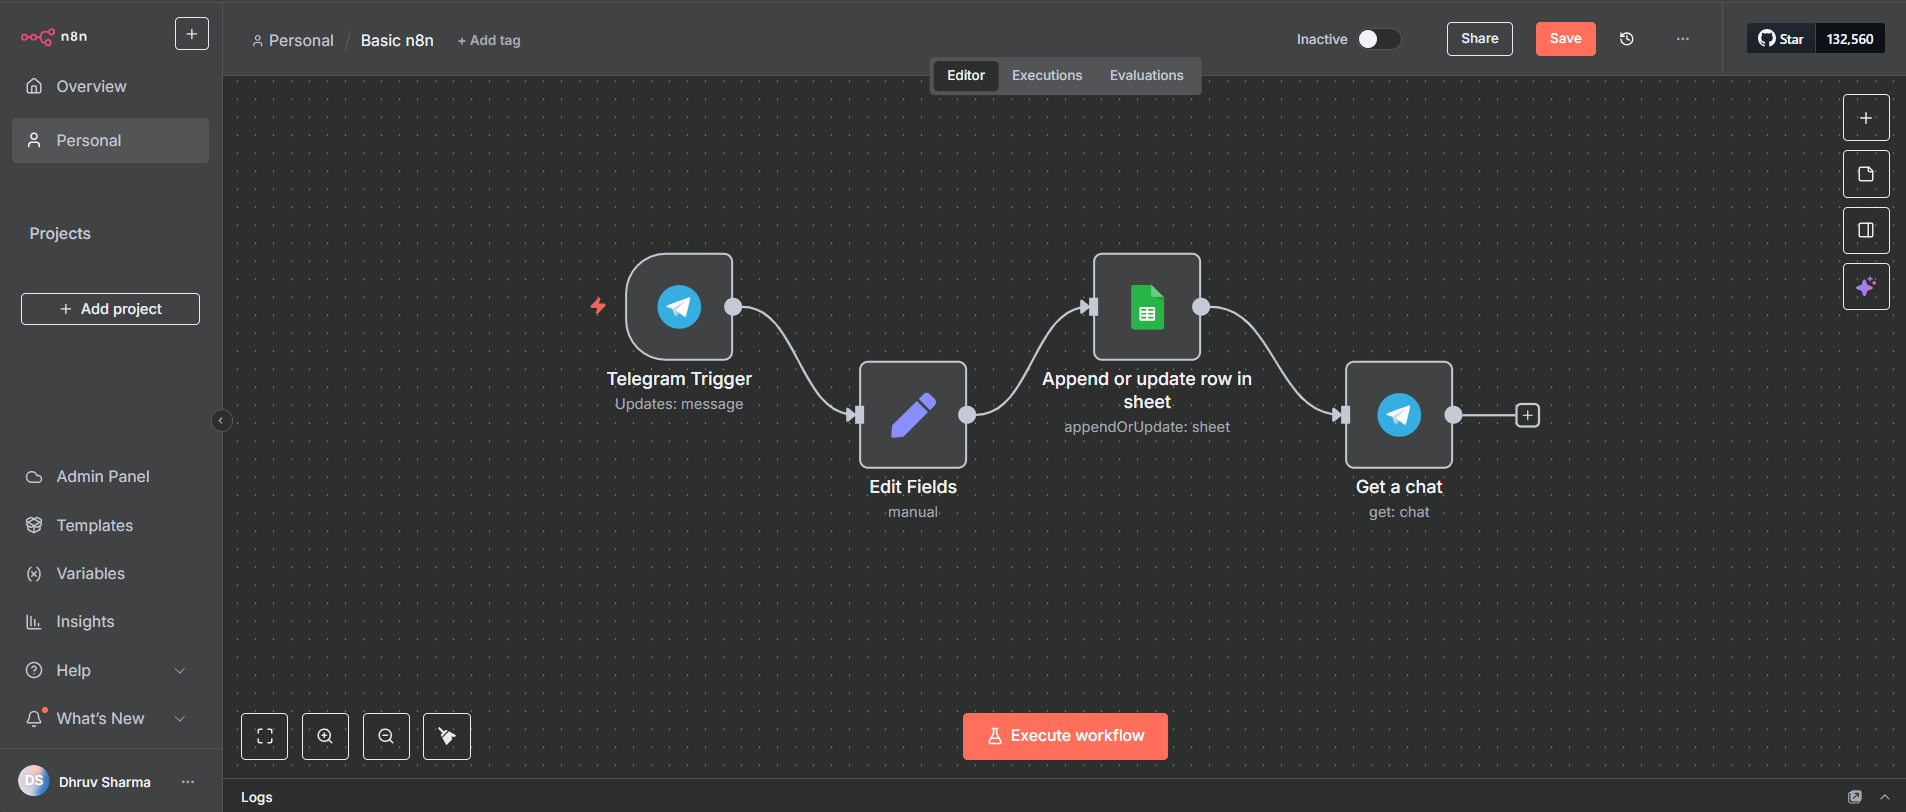 n8n
Overview
Personal
Projects
Add project
Admin Panel
Templates
Variables
Insights
Help
What's New
DS
Dhruv Sharma
Personal / Basic n8n + Add tag
Inactive
Share
Save
Star 132,560
Editor Executions Evaluations
Telegram Trigger
Updates: message
Edit Fields
manual
Append or update row in
sheet
appendOrUpdate: sheet
Get a chat
get: chat
Execute workflow
Logs